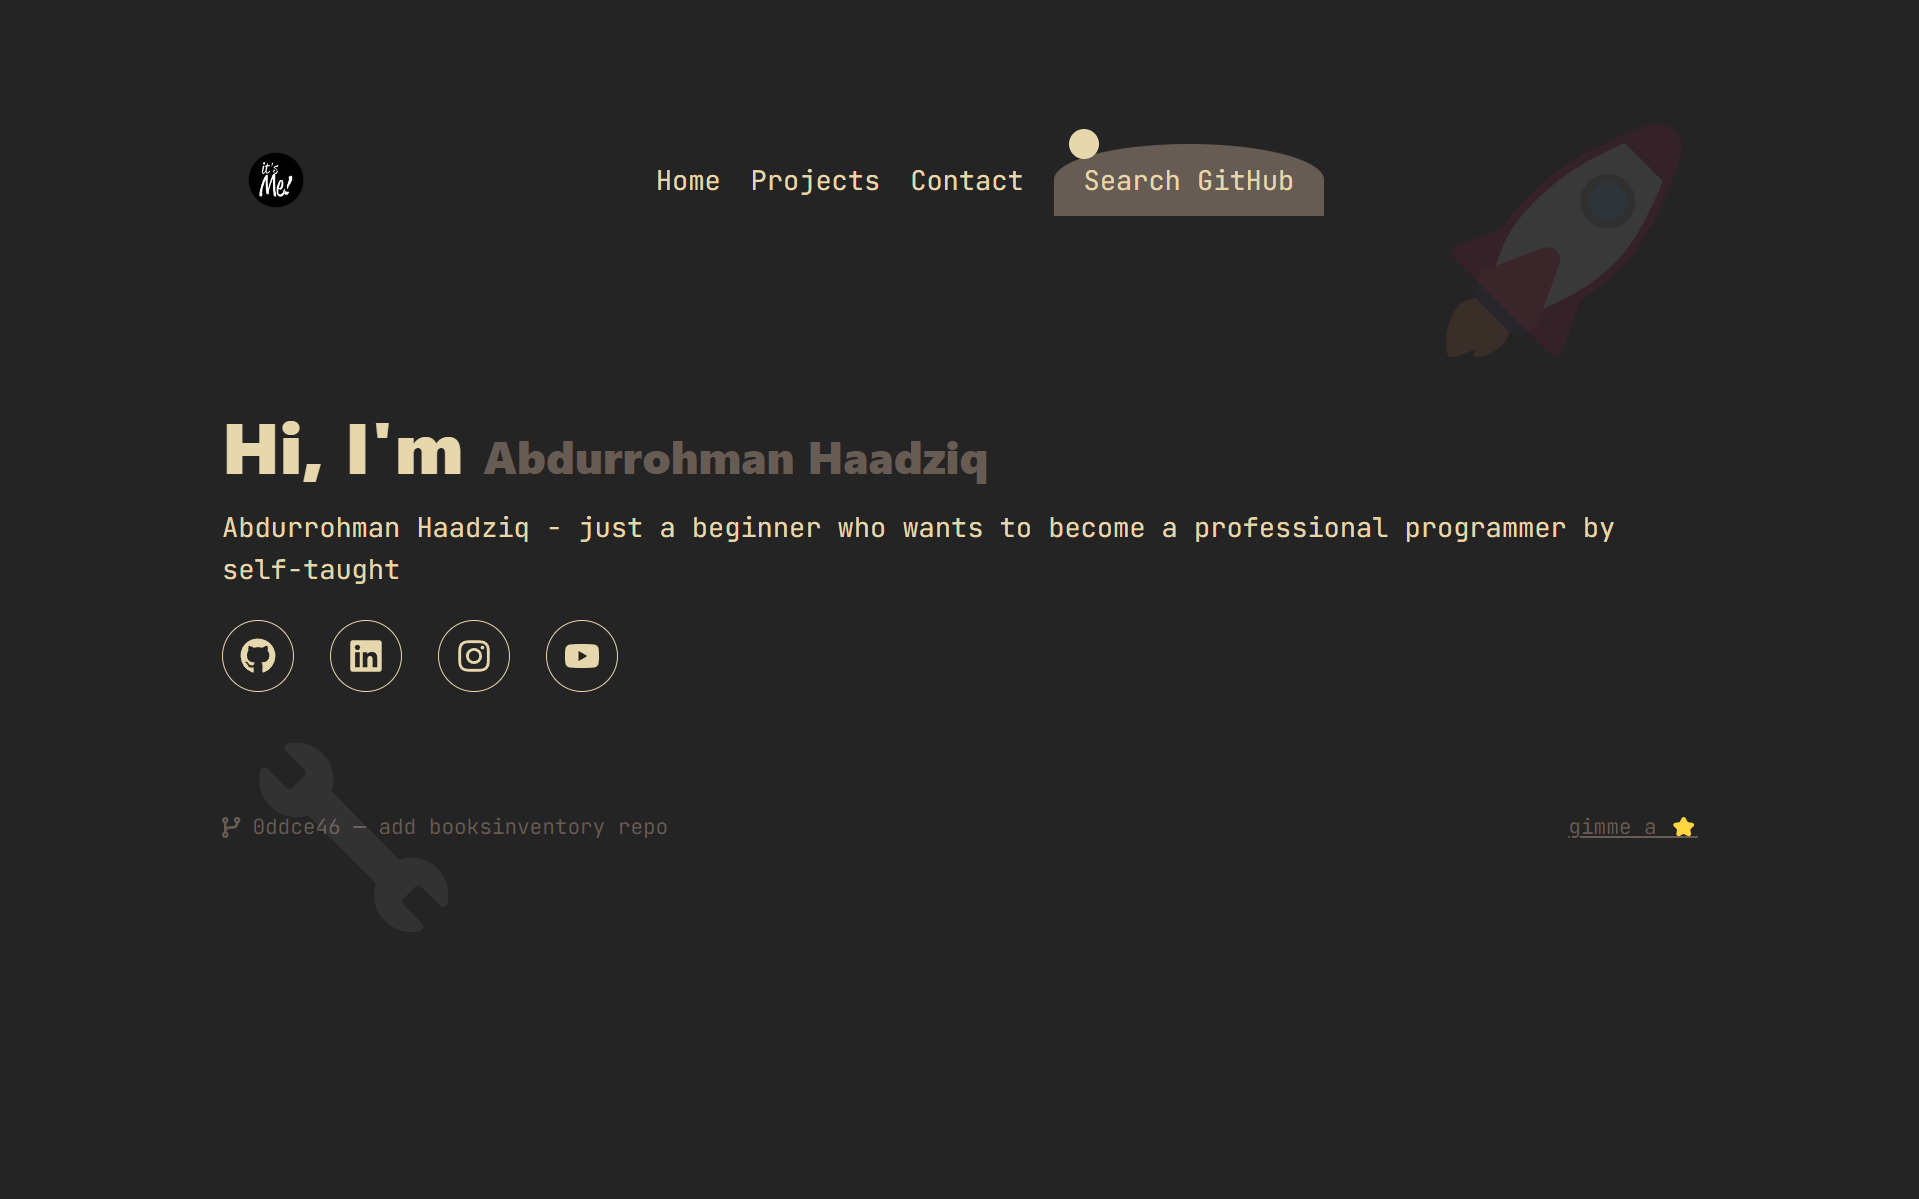 it's
Me!
Home Projects Contact Search GitHub
Hi, I'm Abdurrohman Haadziq
Abdurrohman Haadziq - just a beginner who wants to become a professional programmer by
self-taught
in
0ddce46 — add booksinventory repo
gimme a ⭐